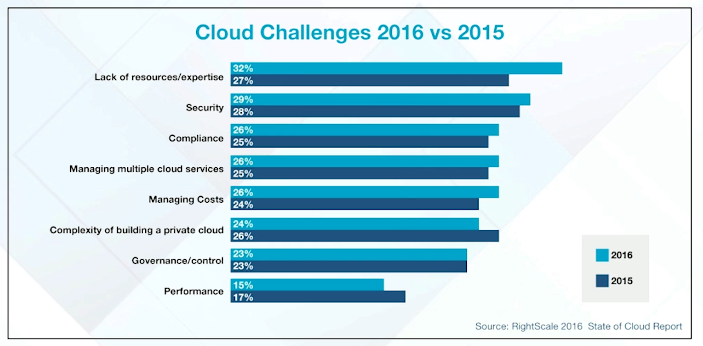 Cloud Challenges 2016 vs 2015
Lack of resources/expertise
32%
27%
Security
29%
28%
Compliance
26%
25%
Managing multiple cloud services
26%
25%
Managing Costs
26%
24%
Complexity of building a private cloud
24%
26%
Governance/control
23%
23%
Performance
15%
17%
2016
2015
Source: RightScale 2016 State of Cloud Report